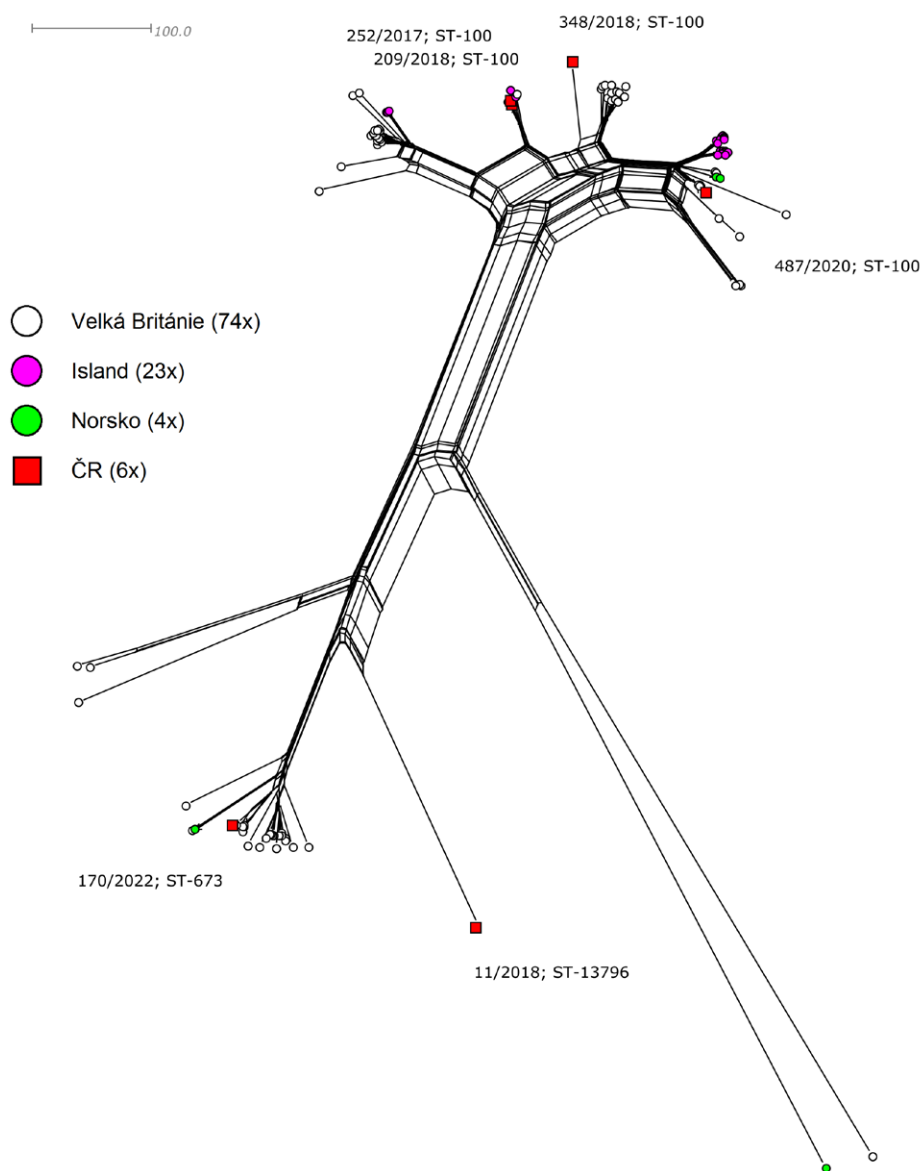 100.0
252/2017; ST-100
348/2018; ST-100
209/2018; ST-100
487/2020; ST-100
Velká Británie (74x)
Island (23x)
Norsko (4x)
ČR (6x)
170/2022; ST-673
11/2018; ST-13796